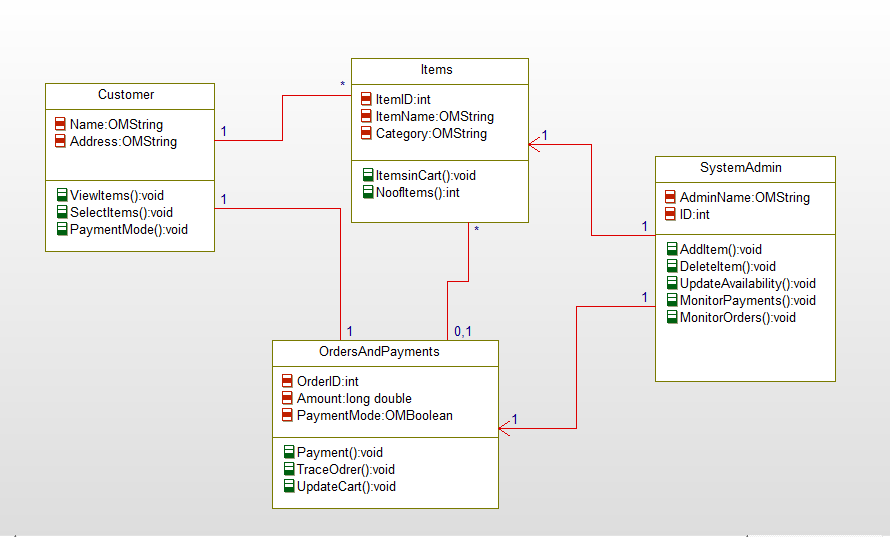 Customer
Name:OMString
Address:OMString
ViewItems():void
SelectItems():void
PaymentMode():void
1
1
*
Items
ItemID:int
ItemName:OMString
Category:OMString
ItemsinCart():void
NoofItems():int
*
1
SystemAdmin
AdminName:OMString
ID:int
AddItem():void
DeleteItem():void
UpdateAvailability():void
MonitorPayments():void
MonitorOrders():void
1
1
1
0,1
OrdersAndPayments
OrderID:int
Amount:long double
PaymentMode:OMBoolean
Payment():void
TraceOdrer():void
UpdateCart():void
1